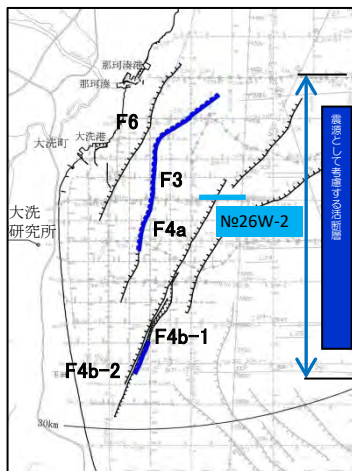 那珂湊港
那珂湊
F6
大洗港
大洗町
F3
大洗
研究所
F4a
№26W-2
F4b-1
F4b-2
30km
震源として考慮する活断層